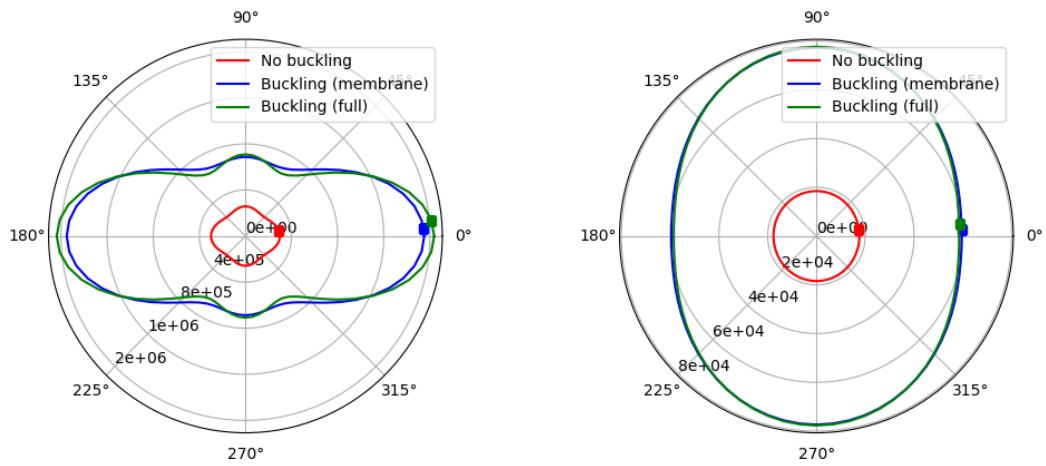 90°
No buckling
Buckling (membrane)
Buckling (full)
135°
45°
180°
0°
0e+00
4e+05
8e+05
1e+06
2e+06
225°
315°
270°
90°
No buckling
Buckling (membrane)
Buckling (full)
135°
45°
180°
0°
0e+00
2e+04
4e+04
6e+04
8e+04
225°
315°
270°